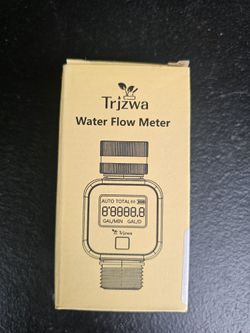 Trjzwa
Water Flow Meter
AUTO TOTAL
8'8888.8
GAL/MIN GAL/D
Trjzwa